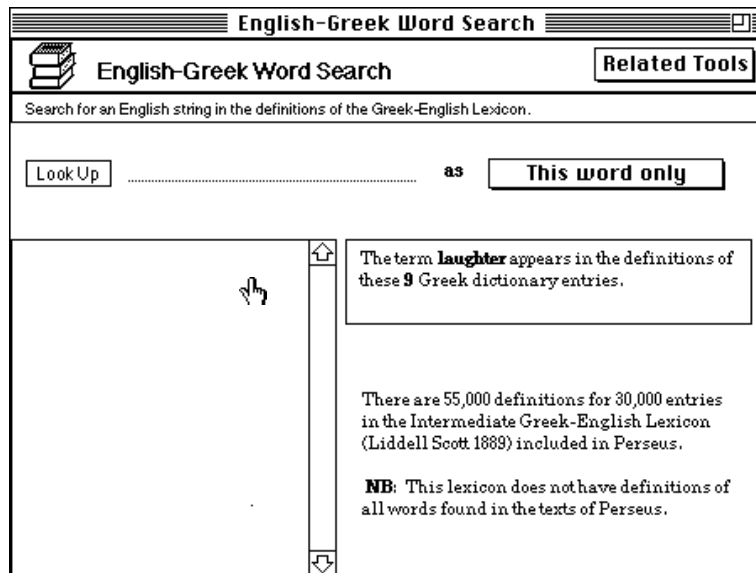 English-Greek Word Search
English-Greek Word Search
Related Tools
Search for an English string in the definitions of the Greek-English Lexicon.
Look Up
as
This word only
The term laughter appears in the definitions of
these 9 Greek dictionary entries.
There are 55,000 definitions for 30,000 entries
in the Intermediate Greek-English Lexicon
(Liddell Scott 1889) included in Perseus.
NB: This lexicon does not have definitions of
all words found in the texts of Perseus.